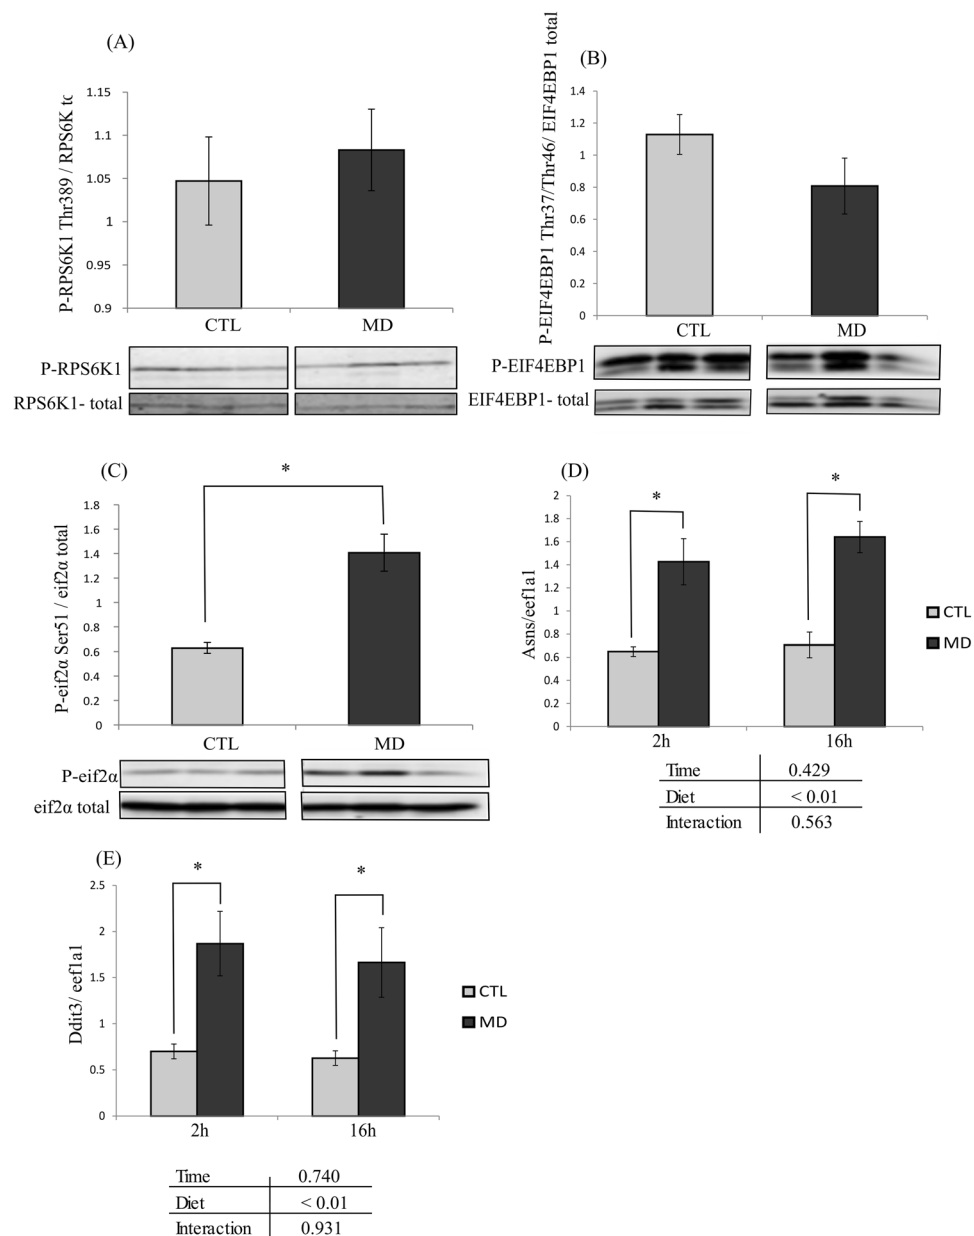 (A)
P-RPS6K1 Thr389 / RPS6K tc
1.15
1.1
1.05
1
0.95
0.9
CTL
MD
P-RPS6K1
RPS6K1- total
(B)
P-EIF4EBP1 Thr37/Thr46/ EIF4EBP1 total
1.4
1.2
1
0.8
0.6
0.4
0.2
0
CTL
MD
P-EIF4EBP1
EIF4EBP1- total
(C)
*
P-eif2α Ser51 / eif2α total
1.8
1.6
1.4
1.2
1
0.8
0.6
0.4
0.2
0
CTL
MD
P-eif2α
eif2α total
(D)
*
*
Asns/eef1a1
2
1.8
1.6
1.4
1.2
1
0.8
0.6
0.4
0.2
0
2h
16h
CTL
MD
Time 0.429
Diet < 0.01
Interaction 0.563
(E)
*
*
Ddit3/ eef1a1
2.5
2
1.5
1
0.5
0
2h
16h
CTL
MD
Time 0.740
Diet < 0.01
Interaction 0.931